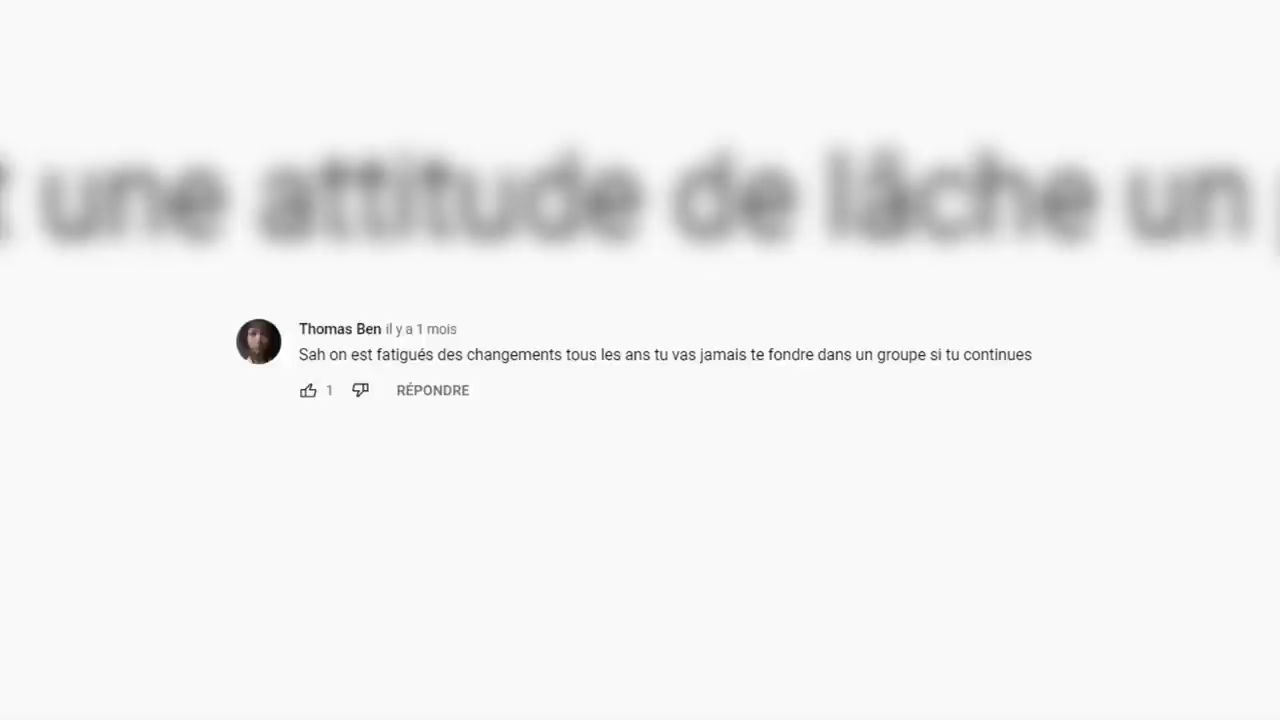 une attitude de lâche un
Thomas Ben il y a 1 mois
Sah on est fatigués des changements tous les ans tu vas jamais te fondre dans un groupe si tu continues
1 RÉPONDRE